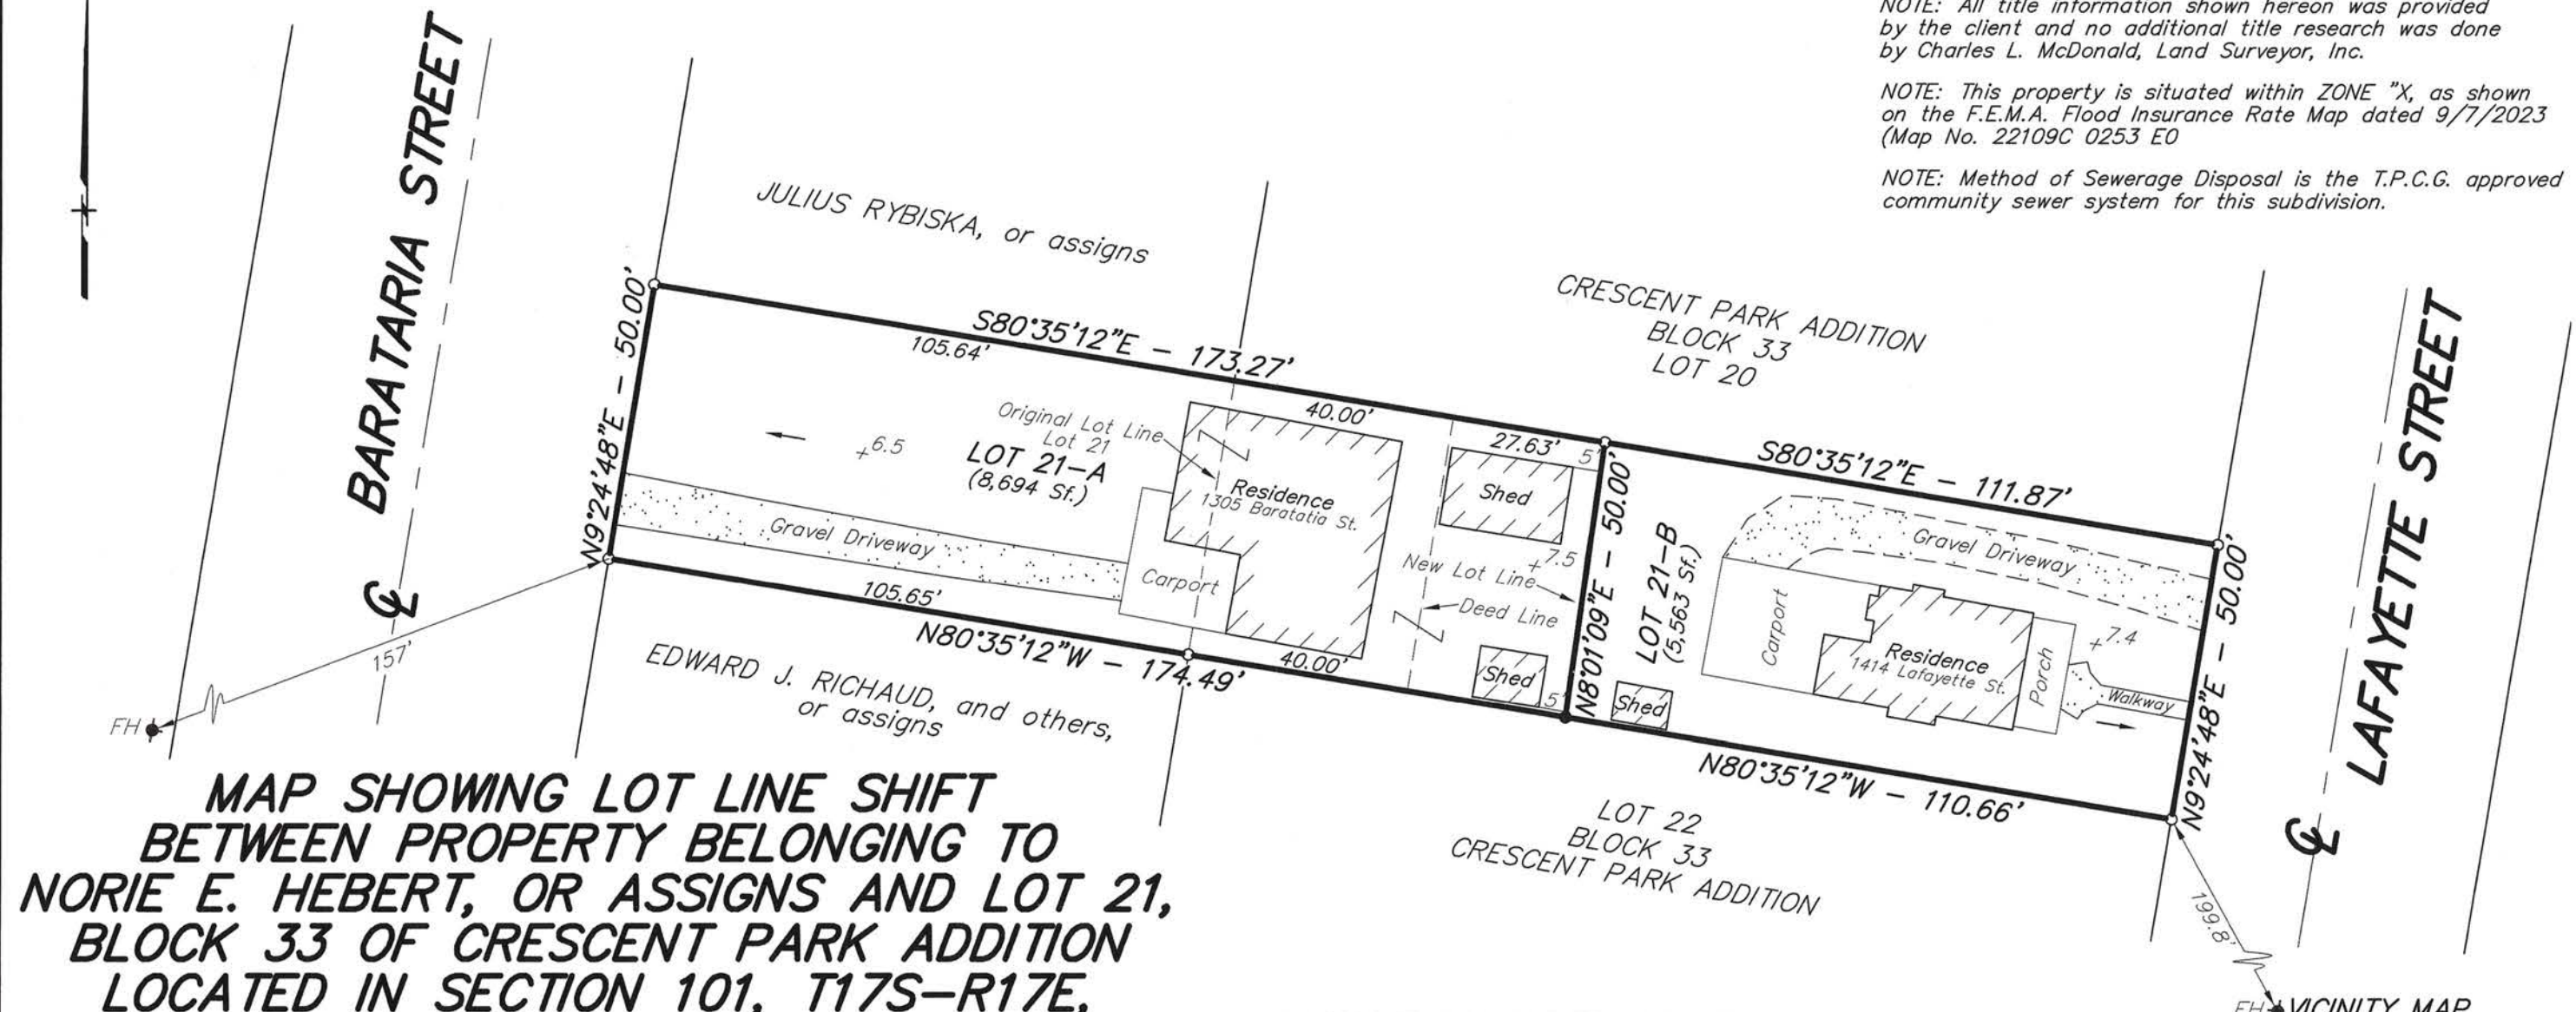 NOTE: All title information shown hereon was provided
by the client and no additional title research was done
by Charles L. McDonald, Land Surveyor, Inc.
NOTE: This property is situated within ZONE "X, as shown
on the F.E.M.A. Flood Insurance Rate Map dated 9/7/2023
(Map No. 22109C 0253 E0
NOTE: Method of Sewerage Disposal is the T.P.C.G. approved
community sewer system for this subdivision.
BARATARIA STREET
℄
JULIUS RYBISKA, or assigns
CRESCENT PARK ADDITION
BLOCK 33
LOT 20
LAFAYETTE STREET
℄
N9°24'48"E - 50.00'
S80°35'12"E - 173.27'
105.64'
40.00'
27.63'
5'
Original Lot Line
Lot 21
LOT 21-A
(8,694 Sf.)
6.5
Residence
1305 Baratatia St.
Gravel Driveway
Carport
Shed
7.5
New Lot Line
Deed Line
Shed
5'
N8°01'09"E - 50.00'
LOT 21-B
(5,563 Sf.)
Shed
S80°35'12"E - 111.87'
Gravel Driveway
Carport
Residence
1414 Lafayette St.
Porch
7.4
Walkway
N9°24'48"E - 50.00'
105.65'
N80°35'12"W - 174.49'
40.00'
N80°35'12"W - 110.66'
157'
FH
EDWARD J. RICHAUD, and others,
or assigns
LOT 22
BLOCK 33
CRESCENT PARK ADDITION
199.8'
FH
VICINITY MAP
MAP SHOWING LOT LINE SHIFT
BETWEEN PROPERTY BELONGING TO
NORIE E. HEBERT, OR ASSIGNS AND LOT 21,
BLOCK 33 OF CRESCENT PARK ADDITION
LOCATED IN SECTION 101, T17S-R17E,